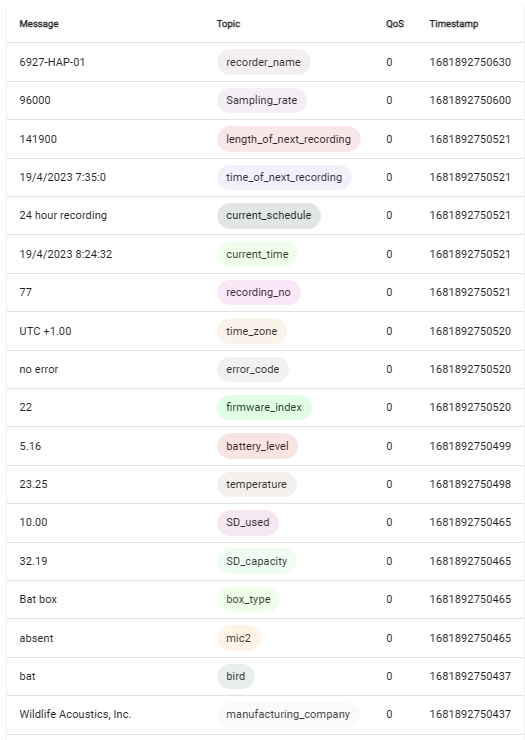 Message Topic QoS Timestamp
6927-HAP-01 recorder_name 0 1681892750630
96000 Sampling_rate 0 1681892750600
141900 length_of_next_recording 0 1681892750521
19/4/2023 7:35:0 time_of_next_recording 0 1681892750521
24 hour recording current_schedule 0 1681892750521
19/4/2023 8:24:32 current_time 0 1681892750521
77 recording_no 0 1681892750521
UTC +1.00 time_zone 0 1681892750520
no error error_code 0 1681892750520
22 firmware_index 0 1681892750520
5.16 battery_level 0 1681892750499
23.25 temperature 0 1681892750498
10.00 SD_used 0 1681892750465
32.19 SD_capacity 0 1681892750465
Bat box box_type 0 1681892750465
absent mic2 0 1681892750465
bat bird 0 1681892750437
Wildlife Acoustics, Inc. manufacturing_company 0 1681892750437